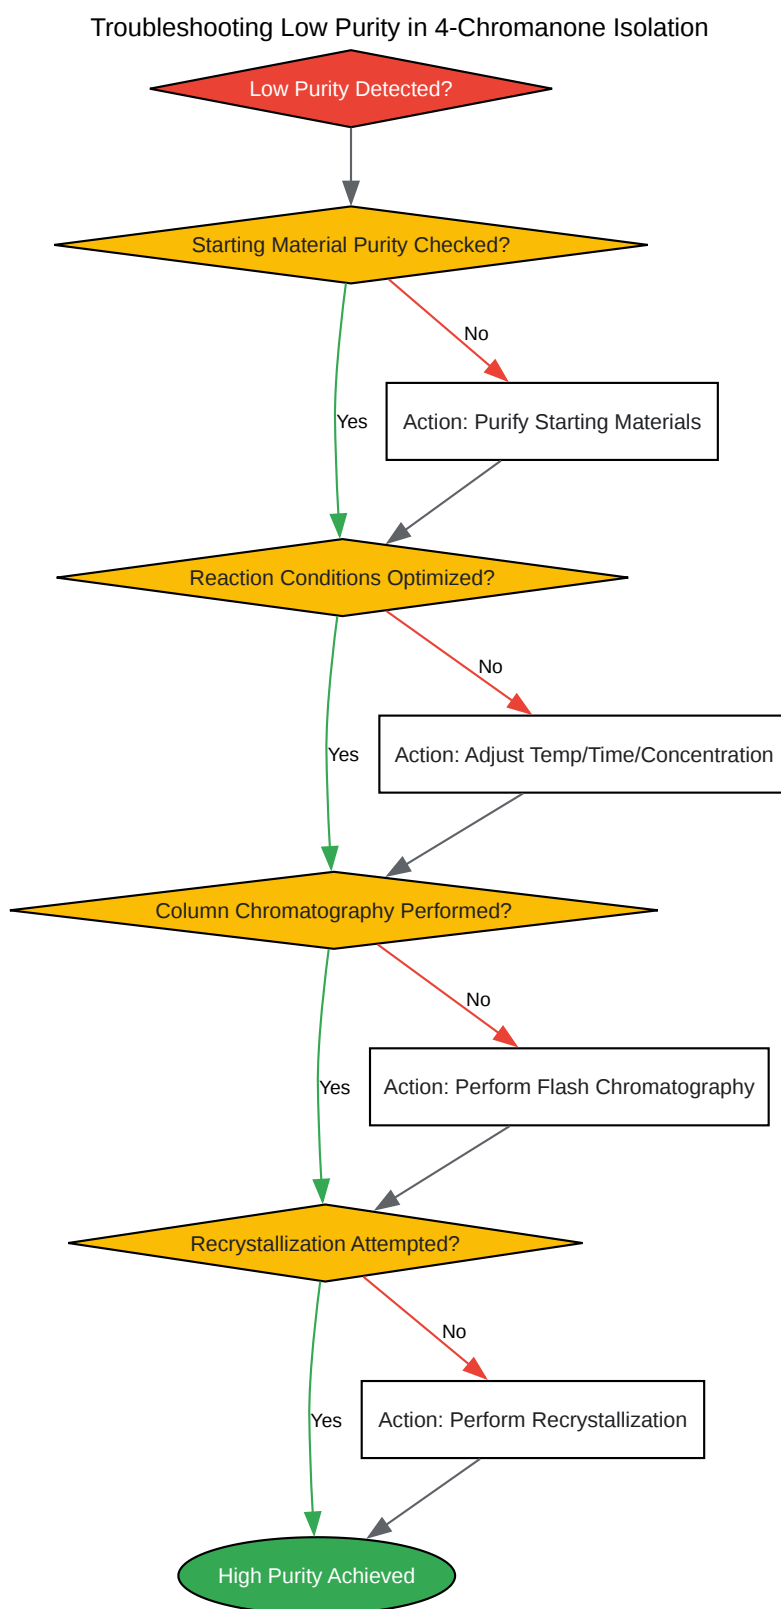 Troubleshooting Low Purity in 4-Chromanone Isolation
Low Purity Detected?
Starting Material Purity Checked?
No
Yes
Action: Purify Starting Materials
Reaction Conditions Optimized?
No
Yes
Action: Adjust Temp/Time/Concentration
Column Chromatography Performed?
No
Yes
Action: Perform Flash Chromatography
Recrystallization Attempted?
No
Yes
Action: Perform Recrystallization
High Purity Achieved